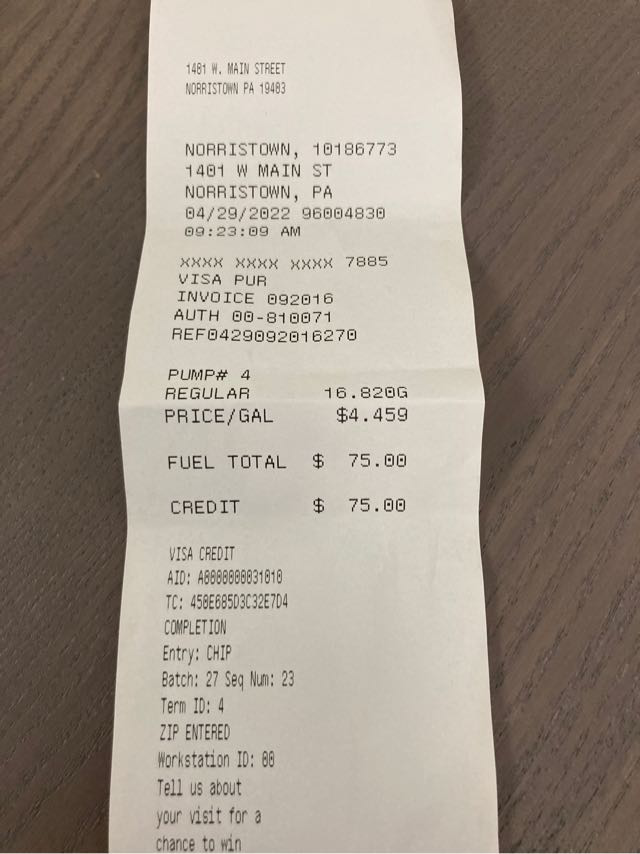 1401 W. MAIN STREET
NORRISTOWN PA 19403
NORRISTOWN, 10186773
1401 W MAIN ST
NORRISTOWN, PA
04/29/2022 96004830
09:23:09 AM
XXXX XXXX XXXX 7885
VISA PUR
INVOICE 092016
AUTH 00-810071
REF0429092016270
PUMP# 4
REGULAR 16.820G
PRICE/GAL $4.459
FUEL TOTAL $ 75.00
CREDIT $ 75.00
VISA CREDIT
AID: A0000000031010
TC: 450E685D3C32E7D4
COMPLETION
Entry: CHIP
Batch: 27 Seq Num: 23
Term ID: 4
ZIP ENTERED
Workstation ID: 00
Tell us about
your visit for a
chance to win